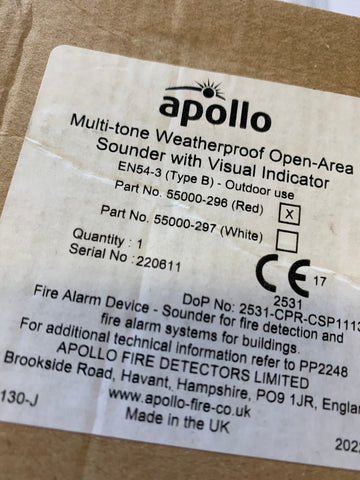 apollo
Multi-tone Weatherproof Open-Area
Sounder with Visual Indicator
EN54-3 (Type B) - Outdoor use
Part No. 55000-296 (Red) X
Part No. 55000-297 (White)
Quantity : 1
Serial No : 220611
CE 17
2531
DoP No: 2531-CPR-CSP1113
Fire Alarm Device - Sounder for fire detection and
fire alarm systems for buildings.
For additional technical information refer to PP2248
APOLLO FIRE DETECTORS LIMITED
Brookside Road, Havant, Hampshire, PO9 1JR, England
www.apollo-fire.co.uk
Made in the UK
130-J
202